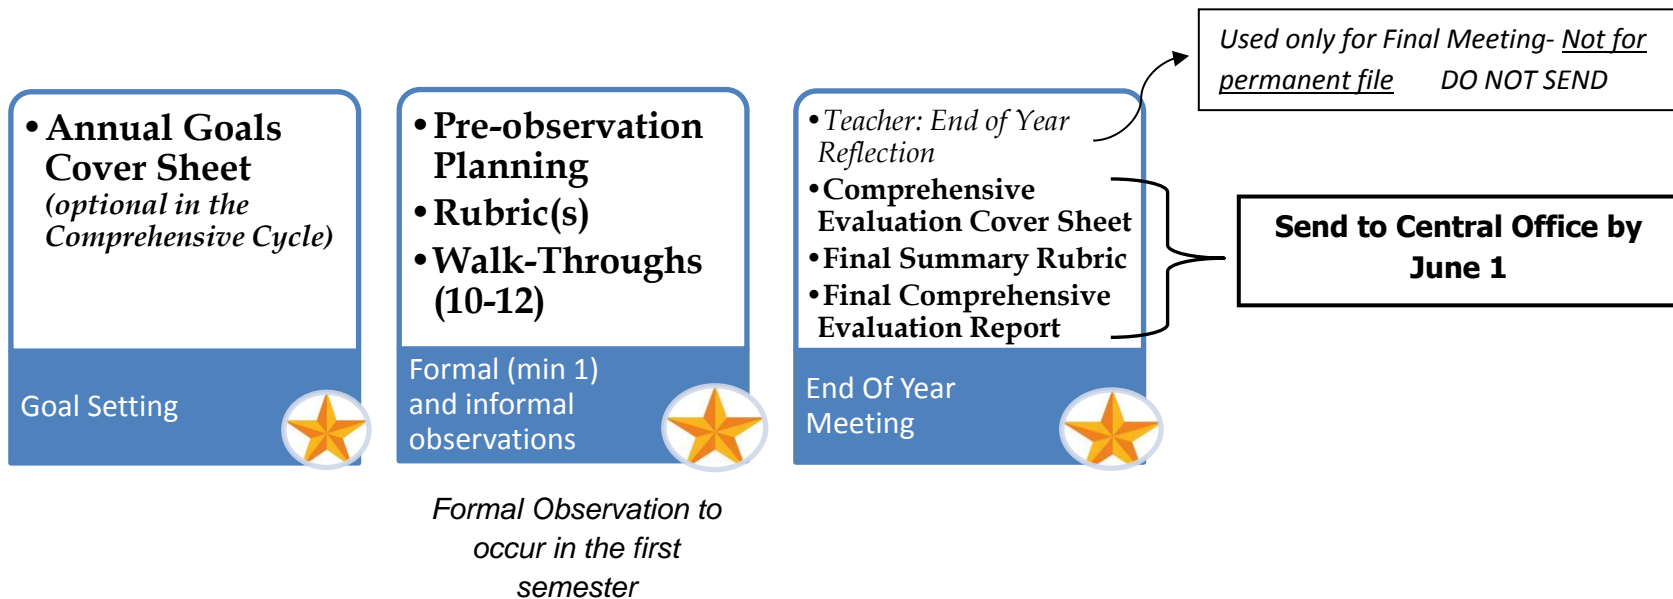 Used only for Final Meeting- Not for
permanent file DO NOT SEND
•Annual Goals
Cover Sheet
(optional in the
Comprehensive Cycle)
Goal Setting
•Pre-observation
Planning
•Rubric(s)
•Walk-Throughs
(10-12)
Formal (min 1)
and informal
observations
Formal Observation to
occur in the first
semester
•Teacher: End of Year
Reflection
•Comprehensive
Evaluation Cover Sheet
•Final Summary Rubric
•Final Comprehensive
Evaluation Report
End Of Year
Meeting
Send to Central Office by
June 1